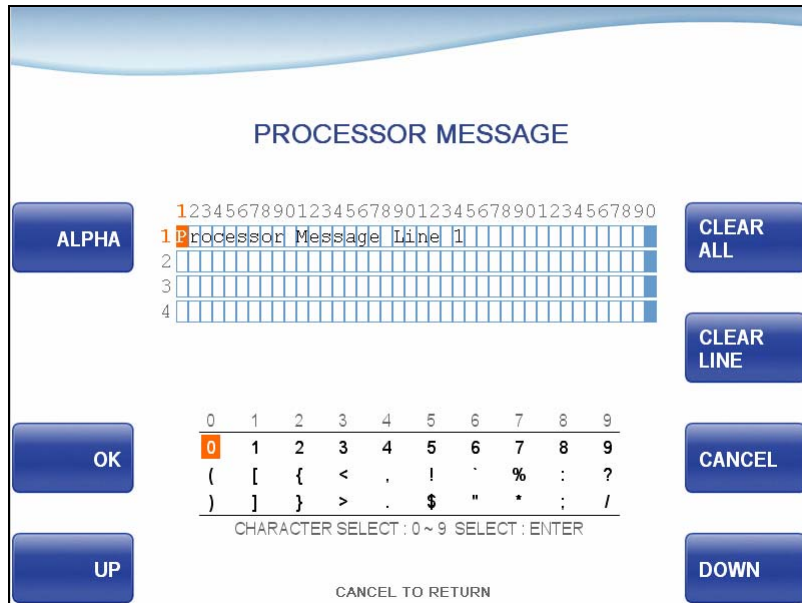 PROCESSOR MESSAGE
1234567890123456789012345678901234567890
ALPHA
1 Processor Message Line 1
2
3
4
CLEAR
ALL
CLEAR
LINE
0 1 2 3 4 5 6 7 8 9
0 1 2 3 4 5 6 7 8 9
( [ { < , ! ` % : ?
) ] } > . $ " * ; /
CHARACTER SELECT : 0 ~ 9 SELECT : ENTER
OK
CANCEL
UP
DOWN
CANCEL TO RETURN